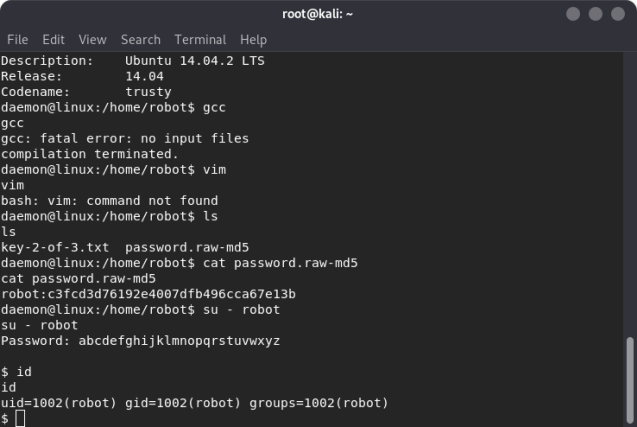 root@kali: ~
File Edit View Search Terminal Help
Description:    Ubuntu 14.04.2 LTS
Release:        14.04
Codename:       trusty
daemon@linux:/home/robot$ gcc
gcc
gcc: fatal error: no input files
compilation terminated.
daemon@linux:/home/robot$ vim
vim
bash: vim: command not found
daemon@linux:/home/robot$ ls
ls
key-2-of-3.txt  password.raw-md5
daemon@linux:/home/robot$ cat password.raw-md5
cat password.raw-md5
robot:c3fcd3d76192e4007dfb496cca67e13b
daemon@linux:/home/robot$ su - robot
su - robot
Password: abcdefghijklmnopqrstuvwxyz

$ id
id
uid=1002(robot) gid=1002(robot) groups=1002(robot)
$